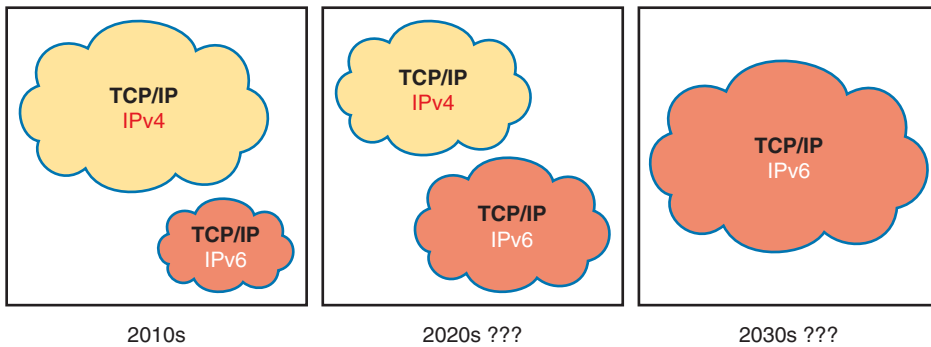 TCP/IP
IPv4
TCP/IP
IPv6
2010s
TCP/IP
IPv4
TCP/IP
IPv6
2020s ???
TCP/IP
IPv6
2030s ???